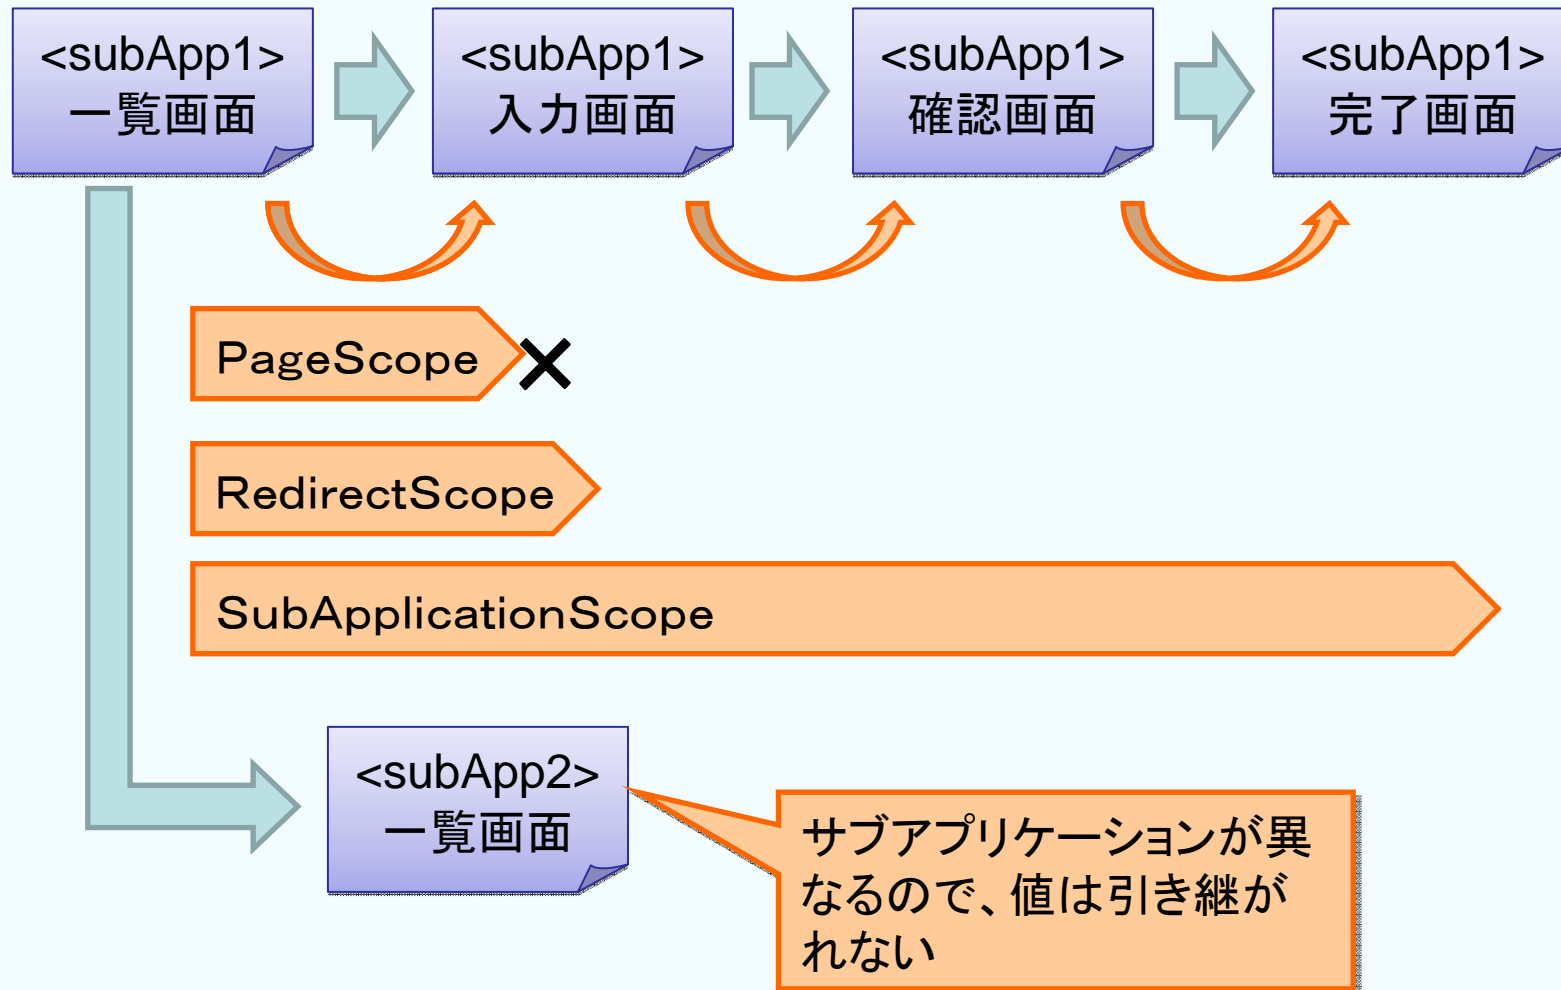 <subApp1>
一覧画面
<subApp1>
入力画面
<subApp1>
確認画面
<subApp1>
完了画面
PageScope
RedirectScope
SubApplicationScope
<subApp2>
一覧画面
サブアプリケーションが異
なるので、値は引き継が
れない